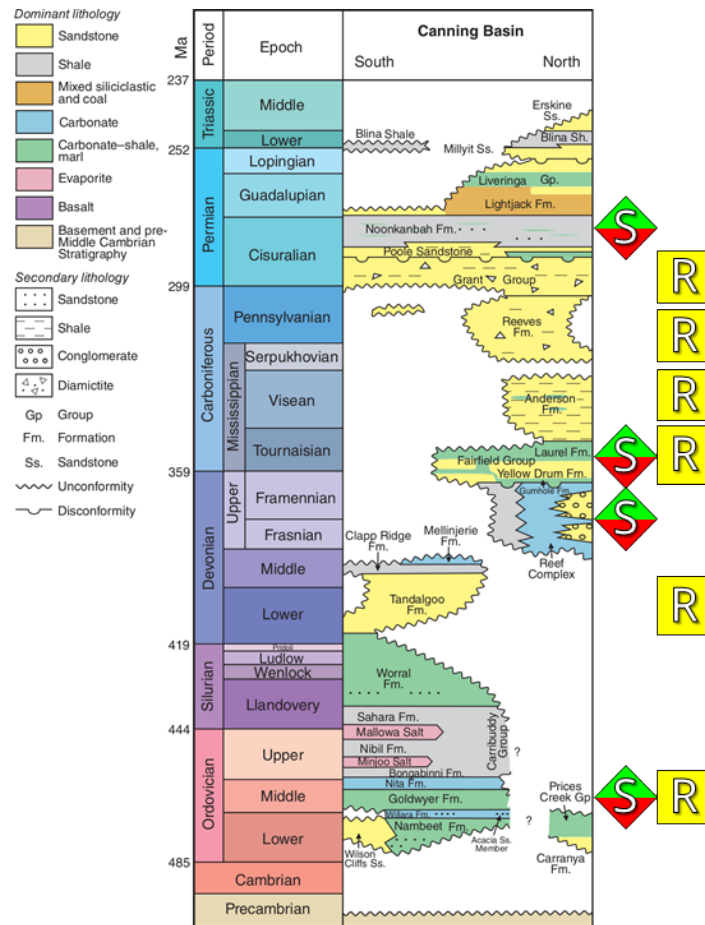 Dominant lithology
Sandstone
Shale
Mixed siliciclastic
and coal
Carbonate
Carbonate–shale,
marl
Evaporite
Basalt
Basement and pre-
Middle Cambrian
Stratigraphy
Secondary lithology
Sandstone
Shale
Conglomerate
Diamictite
Gp Group
Fm. Formation
Ss. Sandstone
Unconformity
Disconformity
Ma
Period
Epoch
Canning Basin
South North
237
Triassic
Middle
Lower
252
Permian
Lopingian
Guadalupian
Cisuralian
299
Carboniferous
Pennsylvanian
Mississippian
Serpukhovian
Visean
Tournaisian
359
Devonian
Upper
Framennian
Frasnian
Middle
Lower
419
Silurian
Pridoli
Ludlow
Wenlock
Llandovery
444
Ordovician
Upper
Middle
Lower
485
Cambrian
Precambrian
Erskine
Ss.
Blina Shale
Blina Sh.
Millyit Ss.
Liveringa Gp.
Lightjack Fm.
Noonkanbah Fm.
Poole Sandstone
Grant Group
Reeves
Fm.
Anderson
Fm.
Laurel Fm.
Fairfield Group
Yellow Drum Fm.
Gumhole Fm.
Clapp Ridge
Fm.
Mellinjerie
Fm.
Reef
Complex
Tandalgoo
Fm.
Worral
Fm.
Sahara Fm.
Mallowa Salt
Nibil Fm.
Minjoo Salt
Bongabinni Fm.
Carribuddy
Group
?
Nita Fm.
Goldwyer Fm.
Willara Fm.
Nambeet Fm.
?
Wilson
Cliffs Ss.
Acacia Ss.
Member
Prices
Creek Gp
Carranya
Fm.
S
R
R
R
S R
S
R
S R